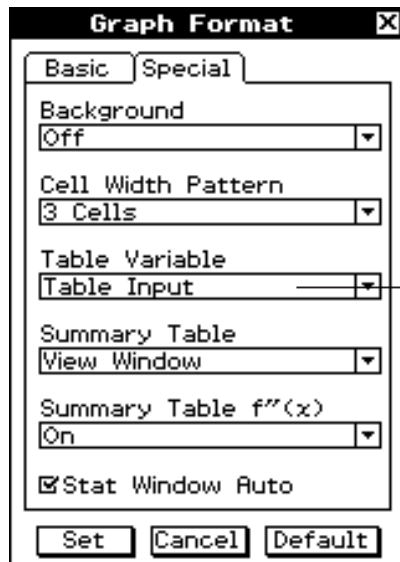 Graph Format
Basic Special
Background
Off
Cell Width Pattern
3 Cells
Table Variable
Table Input
Summary Table
View Window
Summary Table f″(x)
On
Stat Window Auto
Set Cancel Default